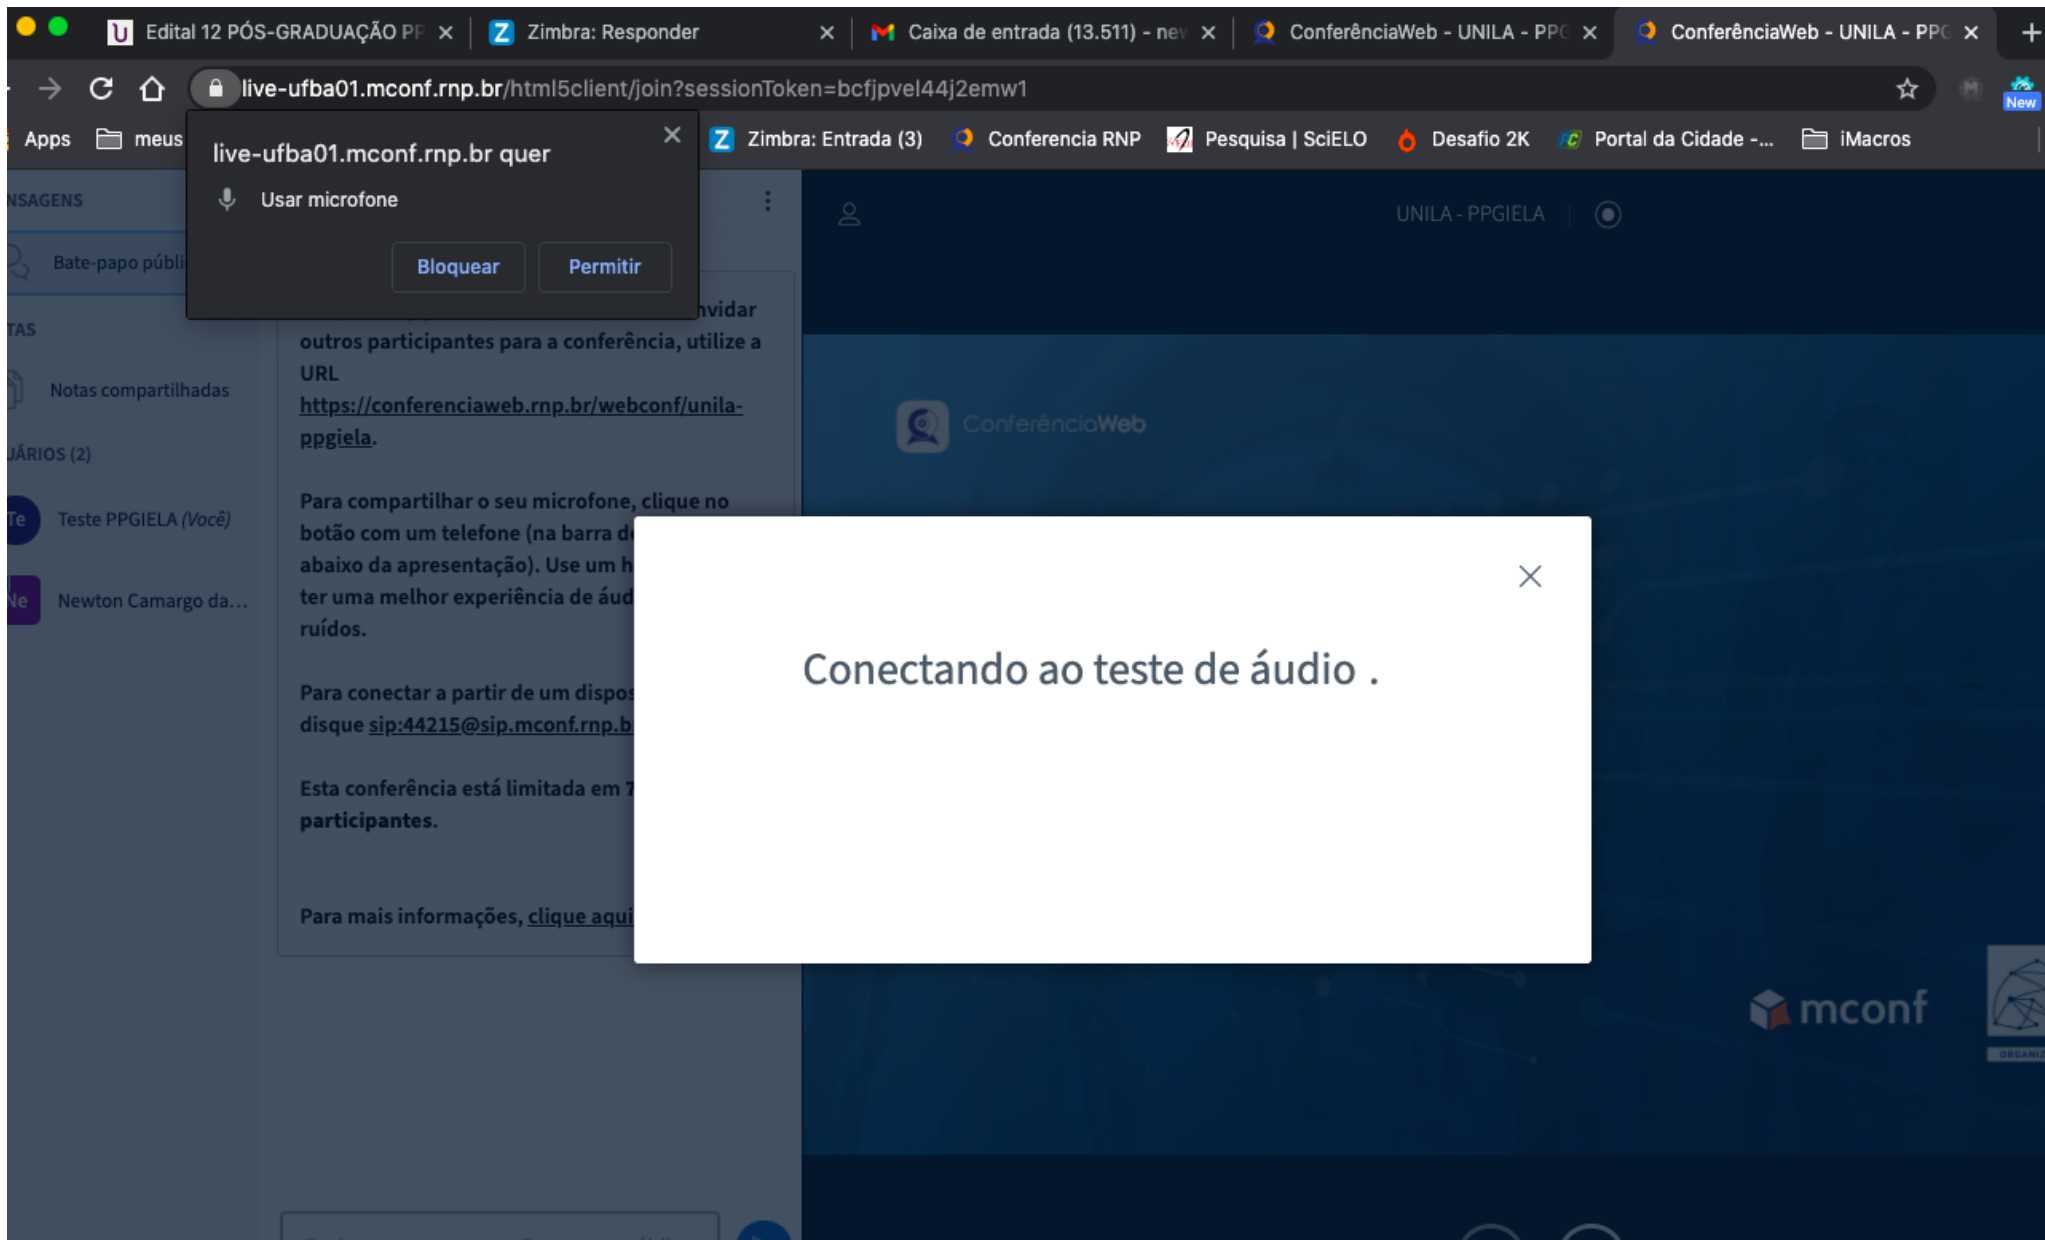 Edital 12 PÓS-GRADUAÇÃO PP
Zimbra: Responder
Caixa de entrada (13.511) - new
ConferênciaWeb - UNILA - PPG
ConferênciaWeb - UNILA - PPG
live-ufba01.mconf.rnp.br/html5client/join?sessionToken=bcfjpvel44j2emw1
New
Apps
meus
Zimbra: Entrada (3)
Conferencia RNP
Pesquisa | SciELO
Desafio 2K
Portal da Cidade -...
iMacros
live-ufba01.mconf.rnp.br quer
Usar microfone
Bloquear
Permitir
NSAGENS
Bate-papo públi
TAS
Notas compartilhadas
UÁRIOS (2)
Te
Teste PPGIELA (Você)
Ne
Newton Camargo da...
nvidar
outros participantes para a conferência, utilize a
URL
https://conferenciaweb.rnp.br/webconf/unila-
ppgiela.
Para compartilhar o seu microfone, clique no
botão com um telefone (na barra de
abaixo da apresentação). Use um h
ter uma melhor experiência de áud
ruídos.
Para conectar a partir de um dispos
disque sip:44215@sip.mconf.rnp.b
Esta conferência está limitada em 7
participantes.
Para mais informações, clique aqui
UNILA - PPGIELA
ConferênciaWeb
Conectando ao teste de áudio .
mconf
ORGANIZ